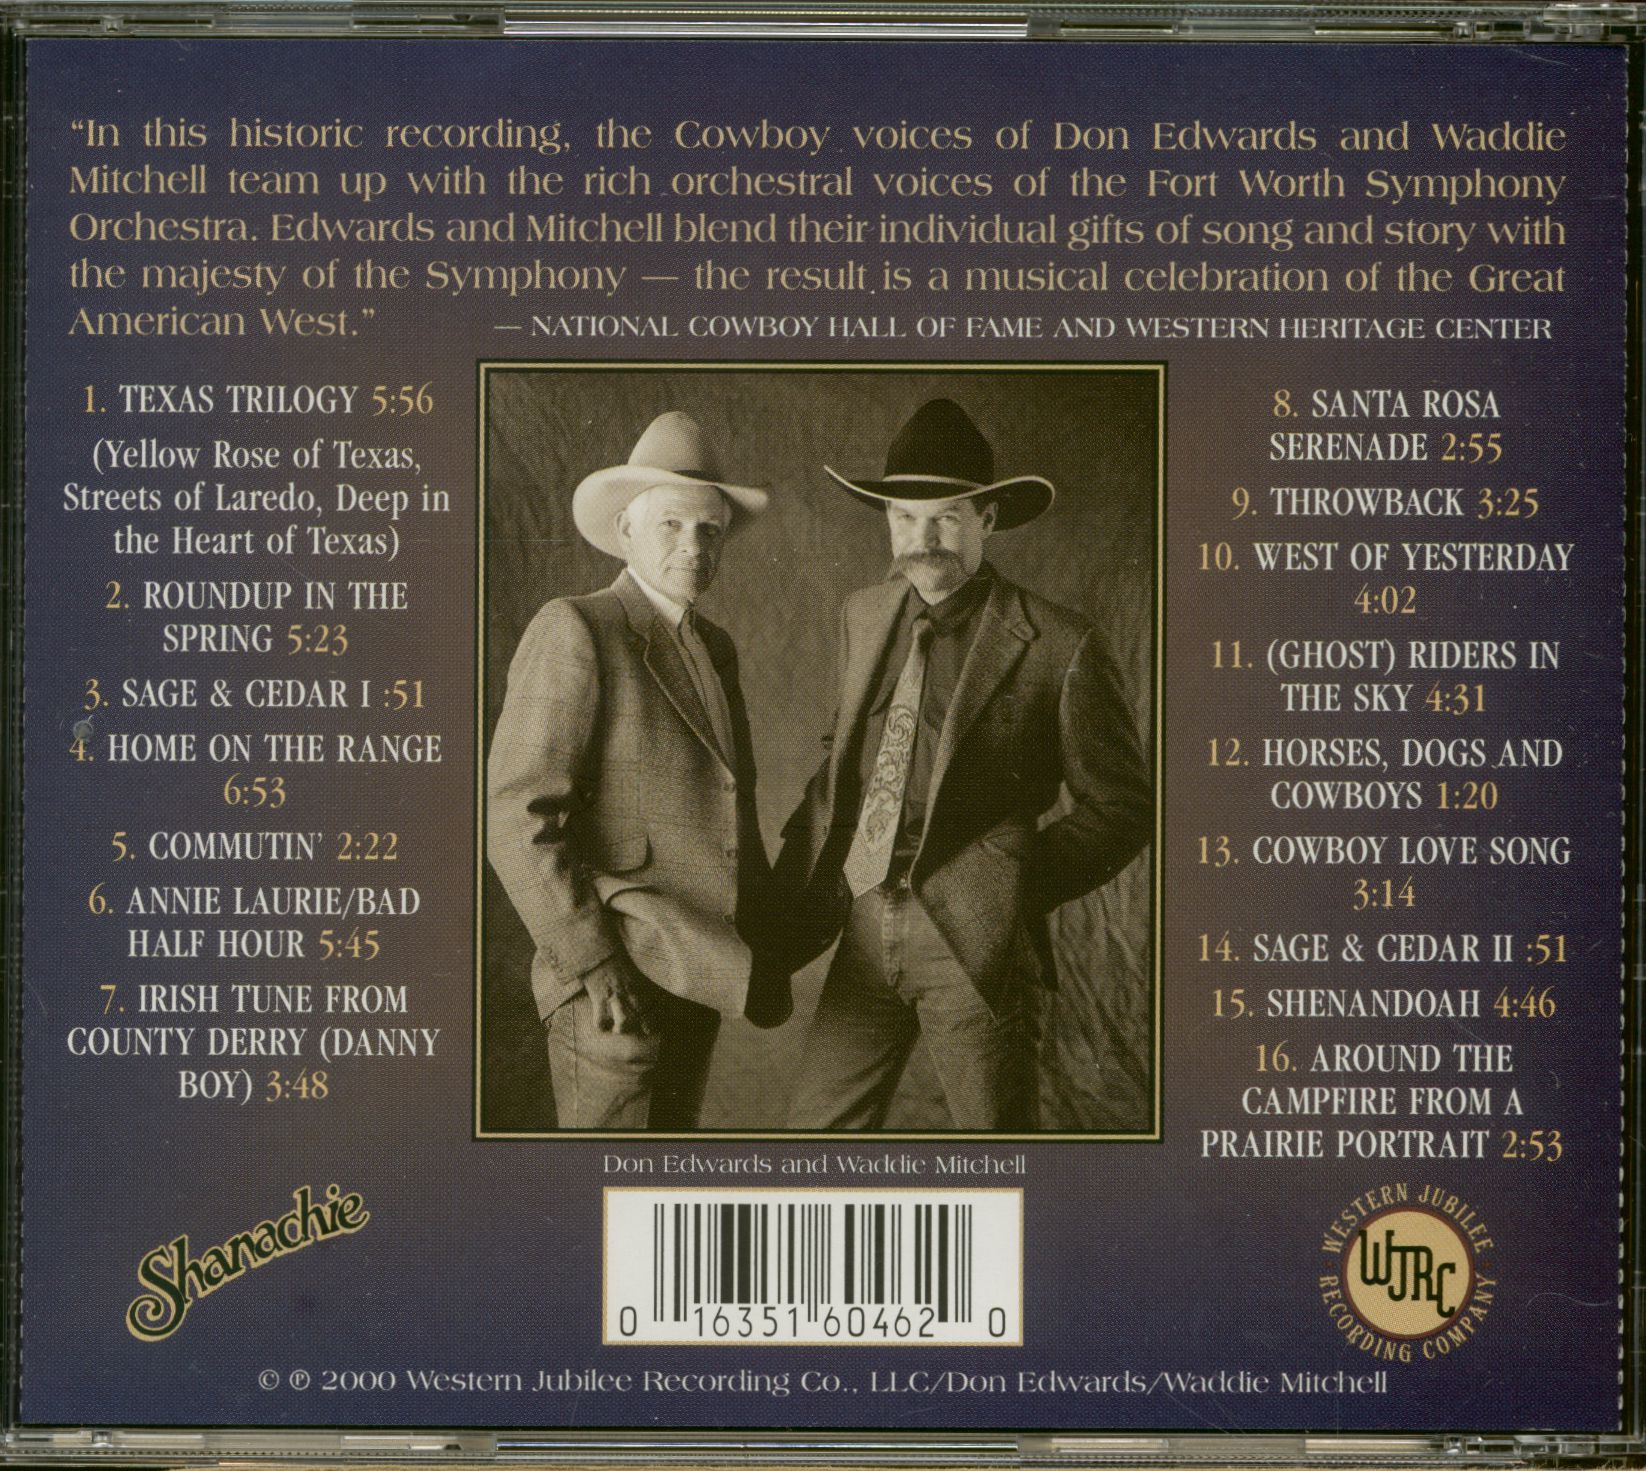 “In this historic recording, the Cowboy voices of Don Edwards and Waddie
Mitchell team up with the rich orchestral voices of the Fort Worth Symphony
Orchestra. Edwards and Mitchell blend their individual gifts of song and story with
the majesty of the Symphony — the result is a musical celebration of the Great
American West.”
— NATIONAL COWBOY HALL OF FAME AND WESTERN HERITAGE CENTER
1. TEXAS TRILOGY 5:56
(Yellow Rose of Texas,
Streets of Laredo, Deep in
the Heart of Texas)
2. ROUNDUP IN THE
SPRING 5:23
3. SAGE & CEDAR I :51
4. HOME ON THE RANGE
6:53
5. COMMUTIN’ 2:22
6. ANNIE LAURIE/BAD
HALF HOUR 5:45
7. IRISH TUNE FROM
COUNTY DERRY (DANNY
BOY) 3:48
8. SANTA ROSA
SERENADE 2:55
9. THROWBACK 3:25
10. WEST OF YESTERDAY
4:02
11. (GHOST) RIDERS IN
THE SKY 4:31
12. HORSES, DOGS AND
COWBOYS 1:20
13. COWBOY LOVE SONG
3:14
14. SAGE & CEDAR II :51
15. SHENANDOAH 4:46
16. AROUND THE
CAMPFIRE FROM A
PRAIRIE PORTRAIT 2:53
Don Edwards and Waddie Mitchell
Shanachie
0 16351 60462 0
WESTERN JUBILEE
WJRC
RECORDING COMPANY
© ℗ 2000 Western Jubilee Recording Co., LLC/Don Edwards/Waddie Mitchell